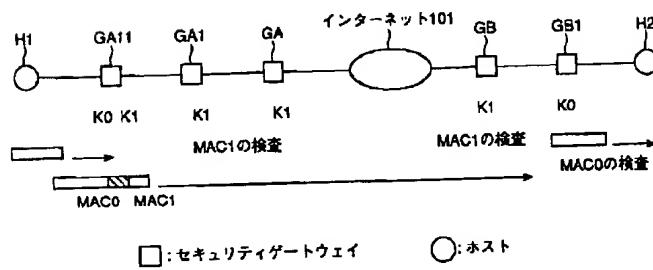 H1 GA11 GA1 GA インターネット101 GB GB1 H2
K0 K1 K1 K1 K1 K0
MAC1の検査 MAC1の検査
MAC0の検査
MAC0 MAC1
:セキュリティゲートウェイ :ホスト